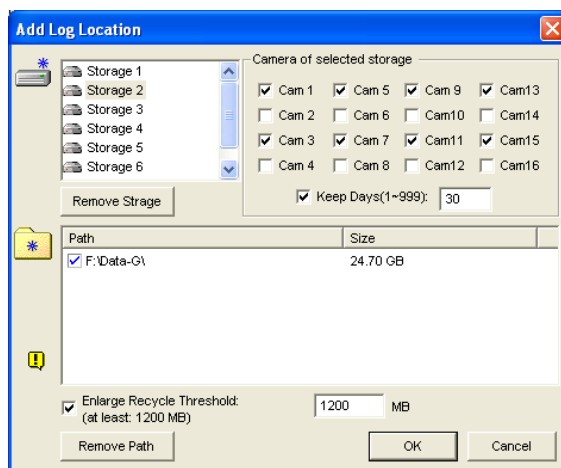 Add Log Location
Storage 1
Storage 2
Storage 3
Storage 4
Storage 5
Storage 6
Remove Strage
Camera of selected storage
Cam 1 Cam 5 Cam 9 Cam13
Cam 2 Cam 6 Cam10 Cam14
Cam 3 Cam 7 Cam11 Cam15
Cam 4 Cam 8 Cam12 Cam16
Keep Days(1~999): 30
Path Size
F:\Data-G\ 24.70 GB
Enlarge Recycle Threshold: 1200 MB
(at least: 1200 MB)
Remove Path OK Cancel